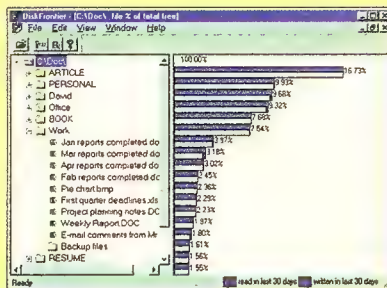 DiskFrontier - [C:\Doc\ file % of total tree]
File Edit View Window Help
C:\Doc\
ARTICLE
PERSONAL
David
Office
BOOK
Work
Jan reports completed do
Mar reports completed do
Apr reports completed do
Feb reports completed dc
Pie chart.bmp
First quarter deadlines.xls
Project planning notes DC
Weekly Report.DOC
E-mail comments from Mr
Backup files
RESUME
100.00%
16.73%
9.93%
9.68%
9.32%
7.68%
7.54%
3.97%
3.18%
3.02%
2.45%
2.36%
2.29%
2.23%
1.97%
1.80%
1.61%
1.56%
1.55%
Ready
read in last 30 days
written in last 30 days